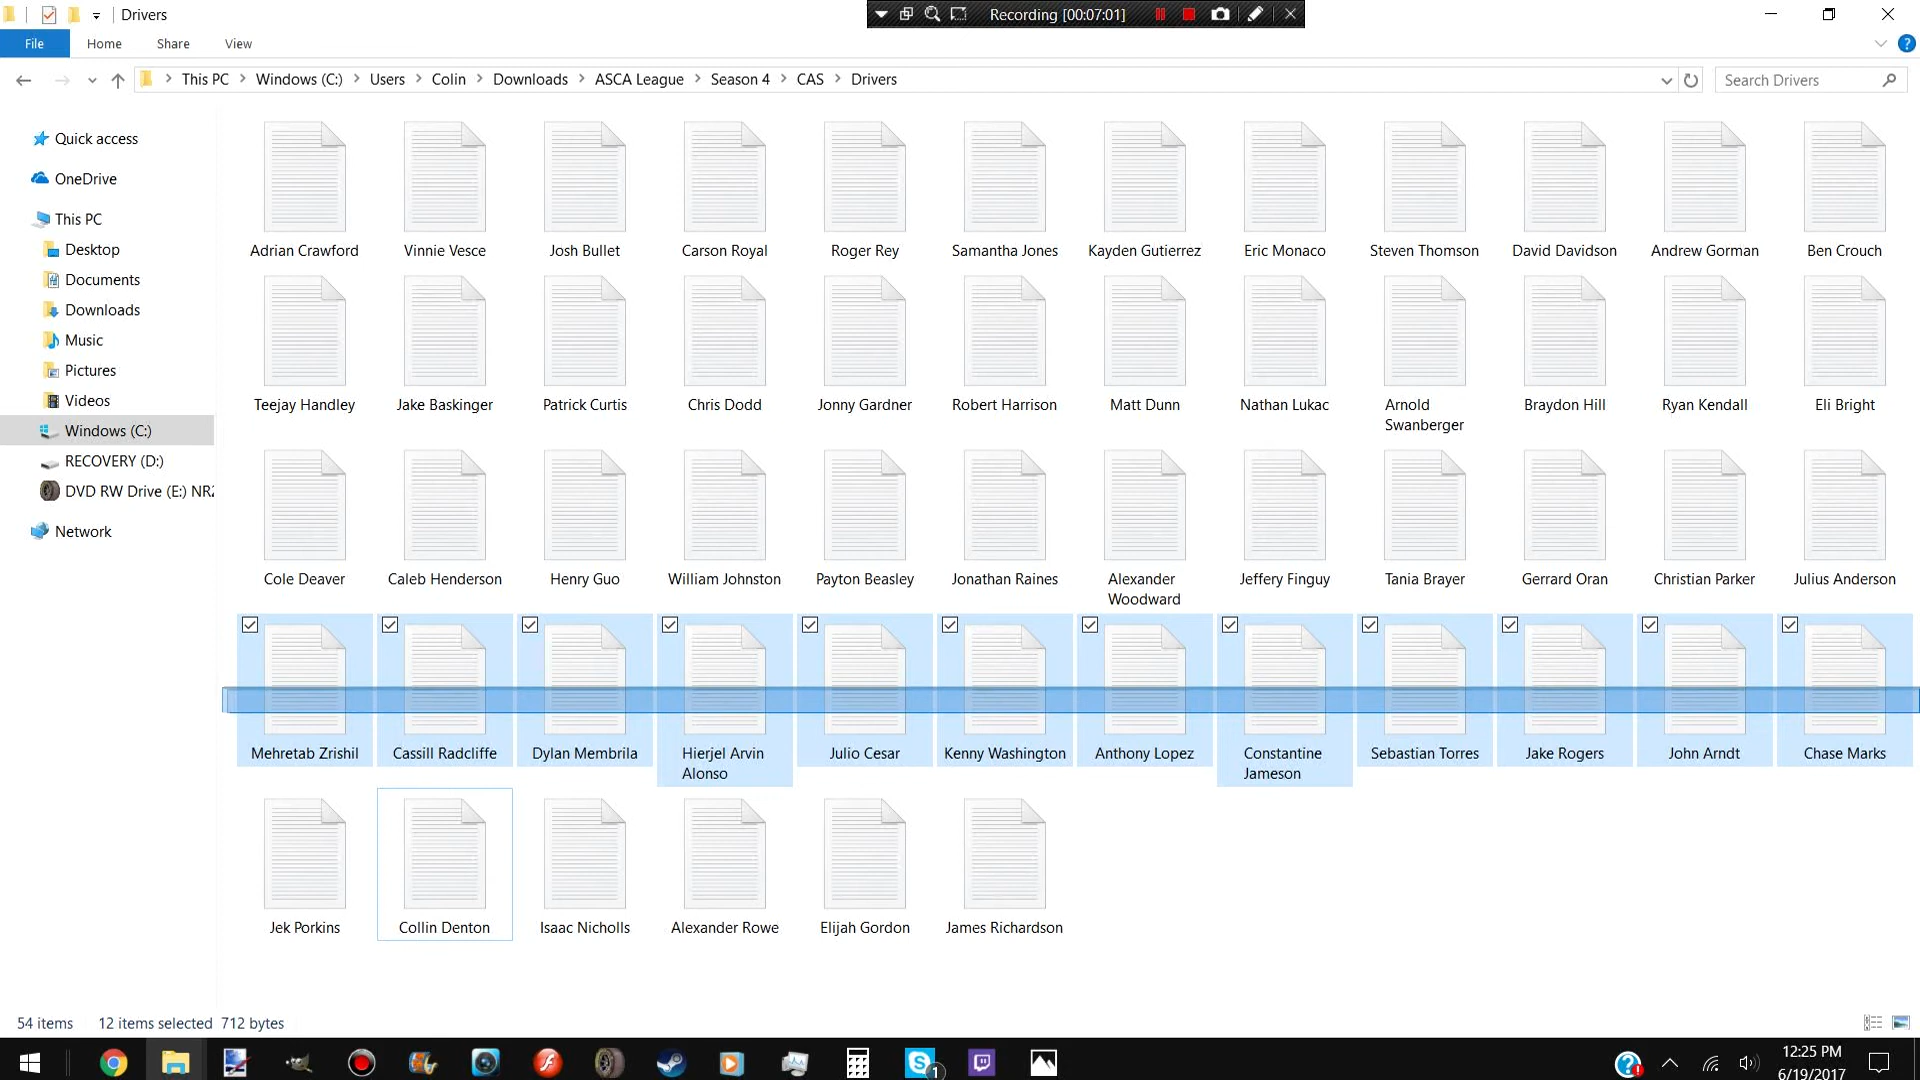 Drivers
Recording [00:07:01]
File Home Share View
This PC Windows (C:) Users Colin Downloads ASCA League Season 4 CAS Drivers
Search Drivers
Quick access
OneDrive
This PC
Desktop
Documents
Downloads
Music
Pictures
Videos
Windows (C:)
RECOVERY (D:)
DVD RW Drive (E:) NR2
Network
Adrian Crawford Vinnie Vesce Josh Bullet Carson Royal Roger Rey Samantha Jones Kayden Gutierrez Eric Monaco Steven Thomson David Davidson Andrew Gorman Ben Crouch
Teejay Handley Jake Baskinger Patrick Curtis Chris Dodd Jonny Gardner Robert Harrison Matt Dunn Nathan Lukac Arnold Swanberger Braydon Hill Ryan Kendall Eli Bright
Cole Deaver Caleb Henderson Henry Guo William Johnston Payton Beasley Jonathan Raines Alexander Woodward Jeffery Finguy Tania Brayer Gerrard Oran Christian Parker Julius Anderson
Mehretab Zrishil Cassill Radcliffe Dylan Membrila Hierjel Arvin Alonso Julio Cesar Kenny Washington Anthony Lopez Constantine Jameson Sebastian Torres Jake Rogers John Arndt Chase Marks
Jek Porkins Collin Denton Isaac Nicholls Alexander Rowe Elijah Gordon James Richardson
54 items 12 items selected 712 bytes
1
12:25 PM
6/19/2017